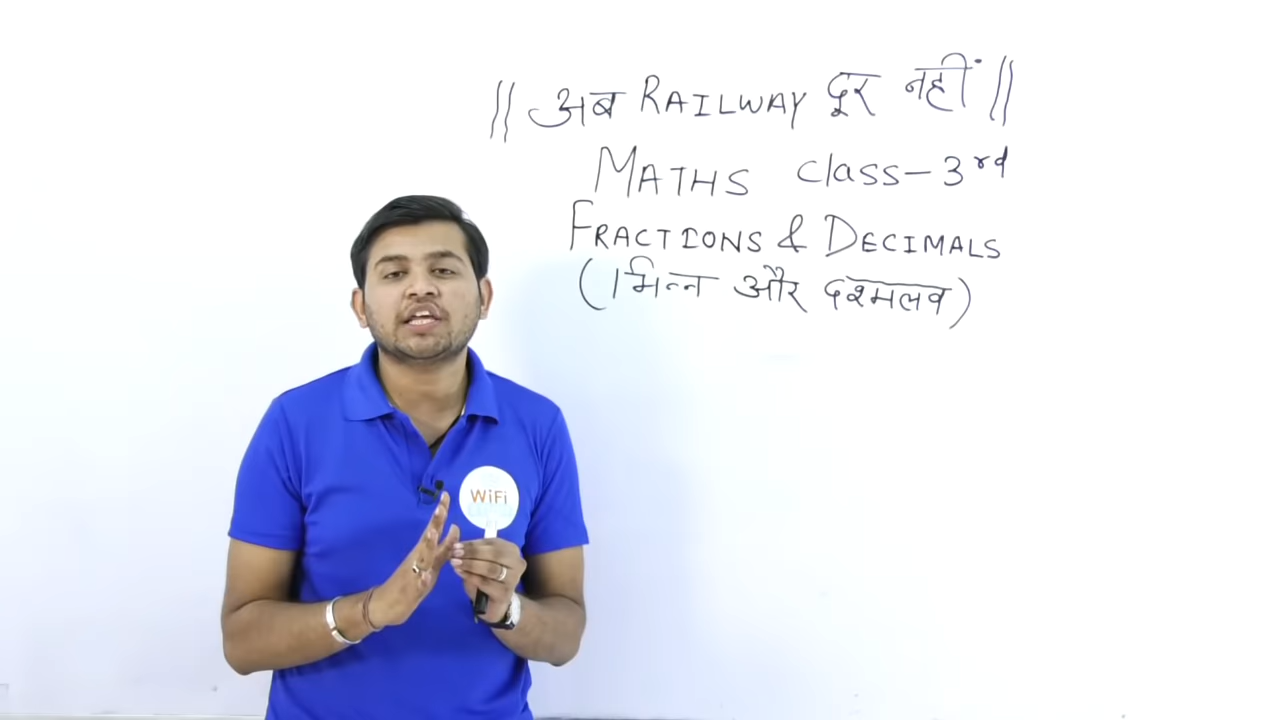 || अब RAILWAY दूर नहीं ||
MATHS class-3rd
FRACTIONS & DECIMALS
(भिन्न और दशमलव)
WiFi